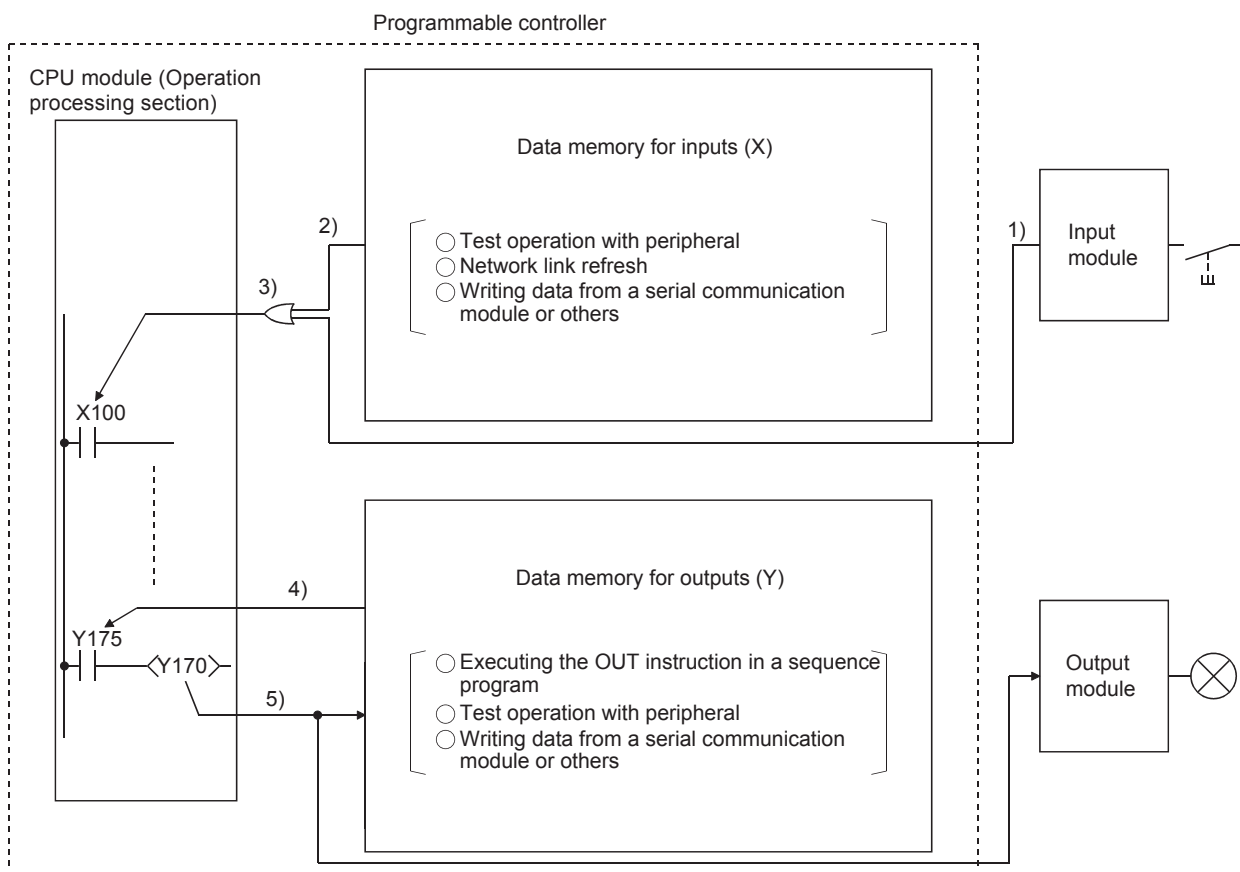 Programmable controller
CPU module (Operation
processing section)
Data memory for inputs (X)
2)
1)
Input
module
○ Test operation with peripheral
○ Network link refresh
○ Writing data from a serial communication
module or others
3)
X100
Data memory for outputs (Y)
4)
Y175
Y170
5)
○ Executing the OUT instruction in a sequence
program
○ Test operation with peripheral
○ Writing data from a serial communication
module or others
Output
module